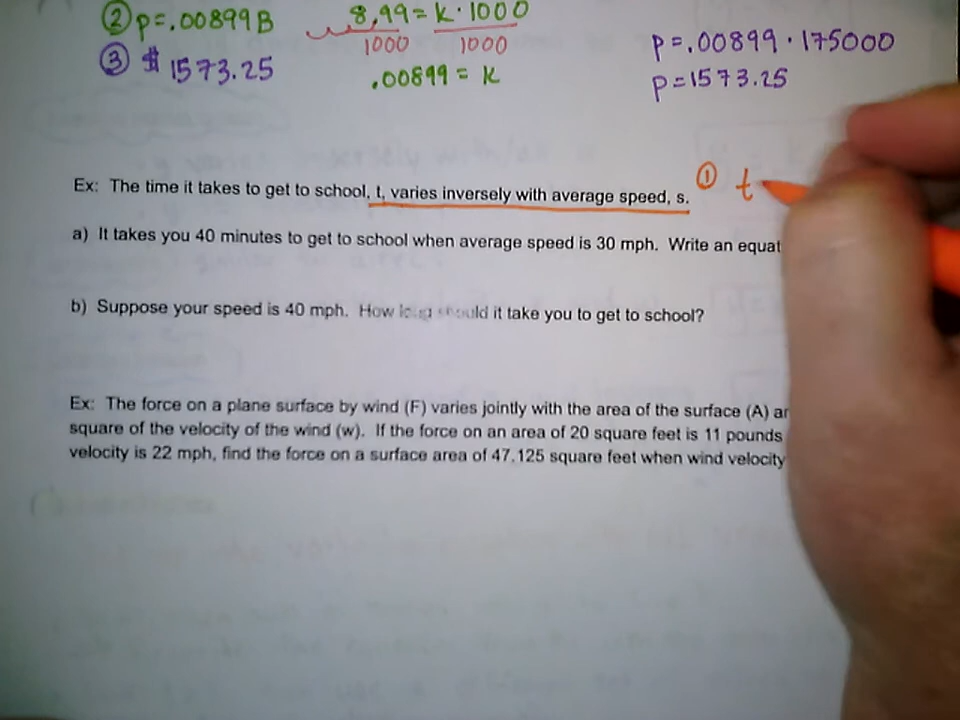 ② p=.00899B
8.99 = k · 1000
1000 1000
③ $1573.25
.00899 = k
p=.00899 · 175000
p=1573.25
Ex: The time it takes to get to school, t, varies inversely with average speed, s.
① t
a) It takes you 40 minutes to get to school when average speed is 30 mph. Write an equat
b) Suppose your speed is 40 mph. How long should it take you to get to school?
Ex: The force on a plane surface by wind (F) varies jointly with the area of the surface (A) ar
square of the velocity of the wind (w). If the force on an area of 20 square feet is 11 pounds
velocity is 22 mph, find the force on a surface area of 47.125 square feet when wind velocity